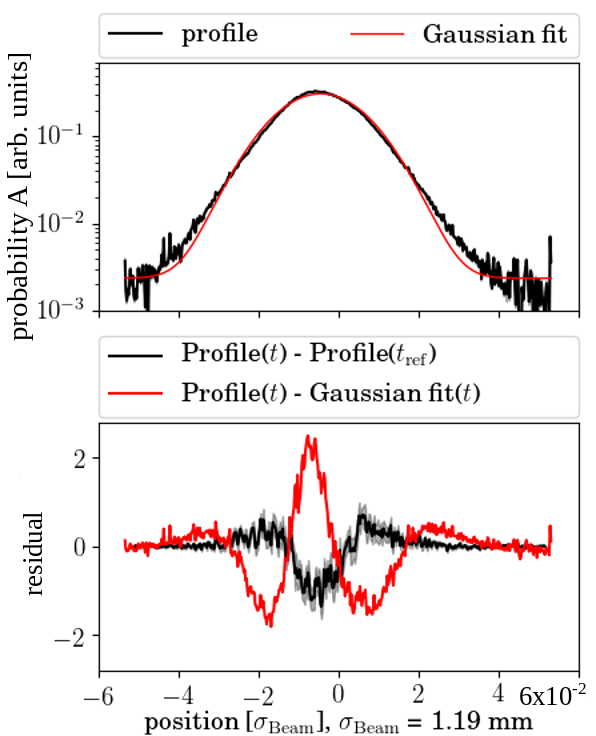 profile Gaussian fit
probability A [arb. units]
10⁻¹
10⁻²
10⁻³
Profile(t) - Profile(t_ref)
Profile(t) - Gaussian fit(t)
residual
2
0
−2
−6 −4 −2 0 2 4 6x10⁻²
position [σ_Beam], σ_Beam = 1.19 mm